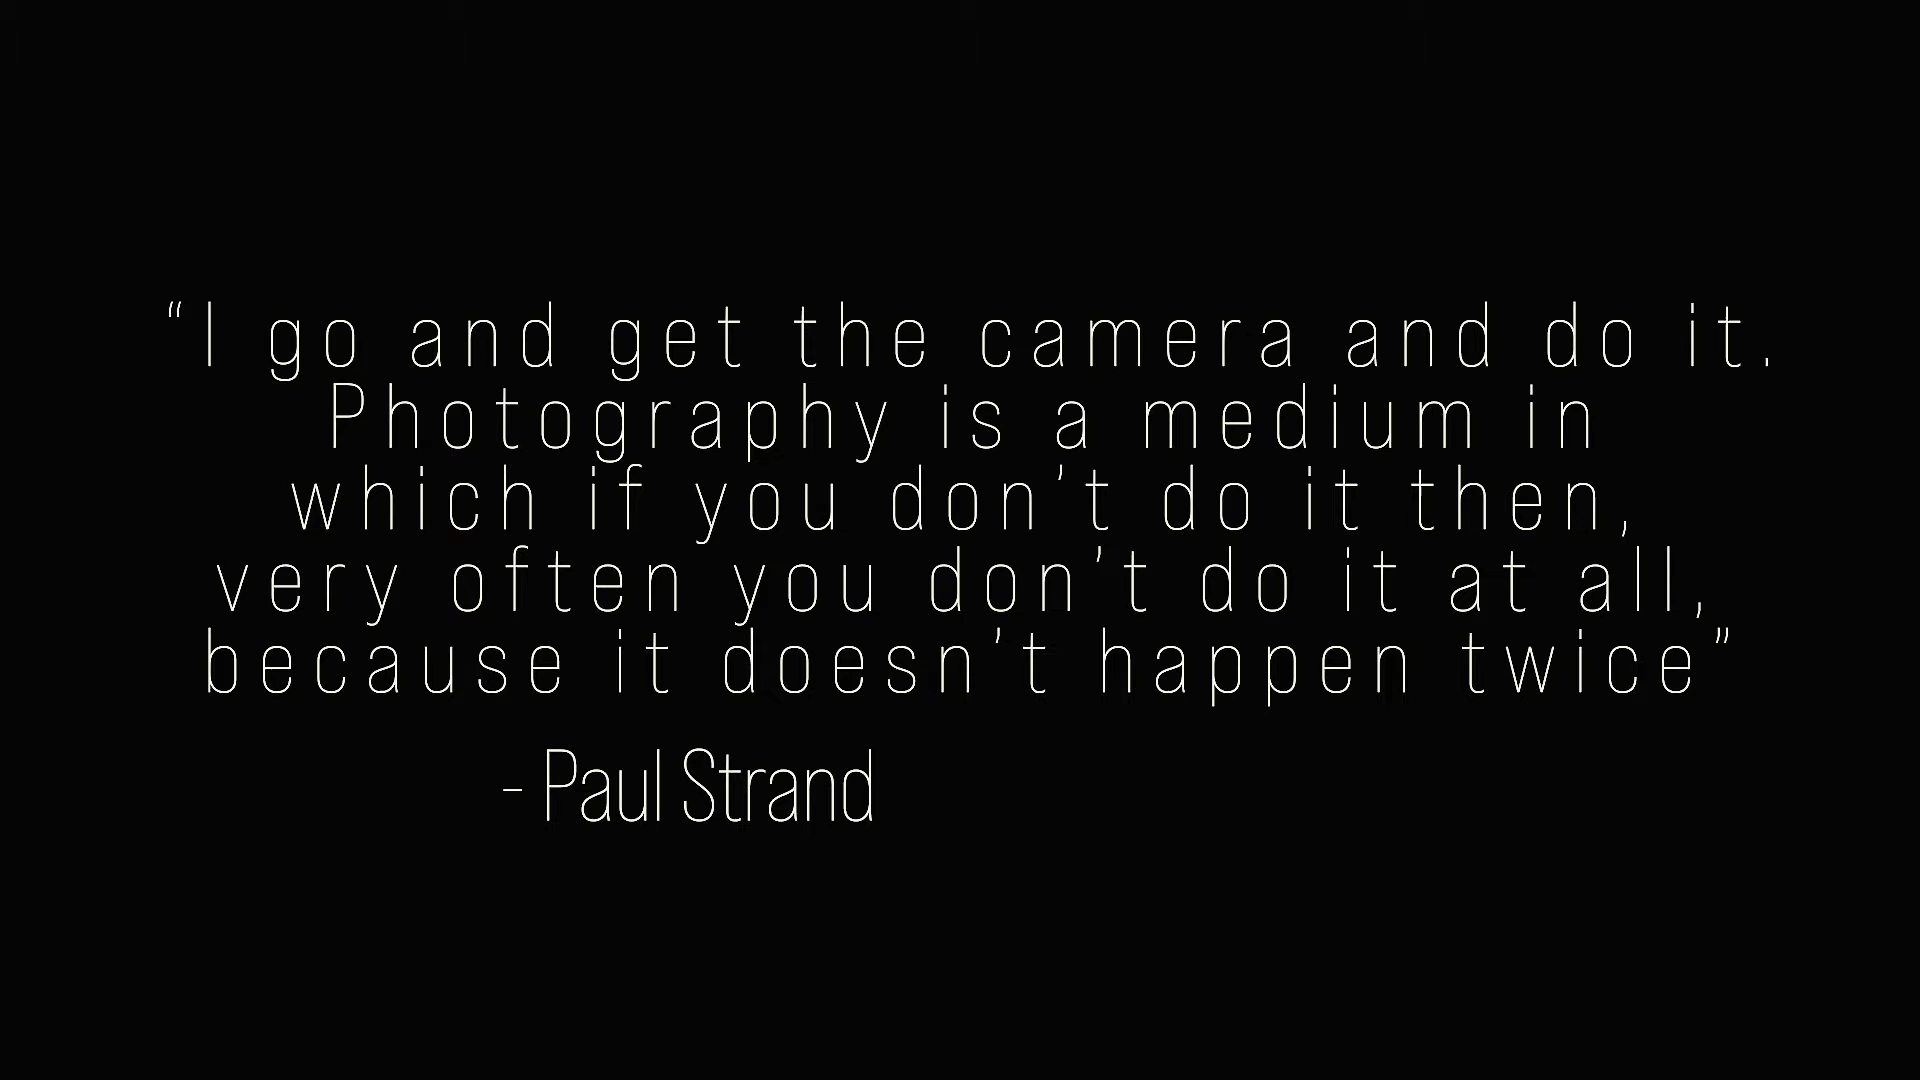 “I go and get the camera and do it.
Photography is a medium in
which if you don’t do it then,
very often you don’t do it at all,
because it doesn’t happen twice”
- Paul Strand